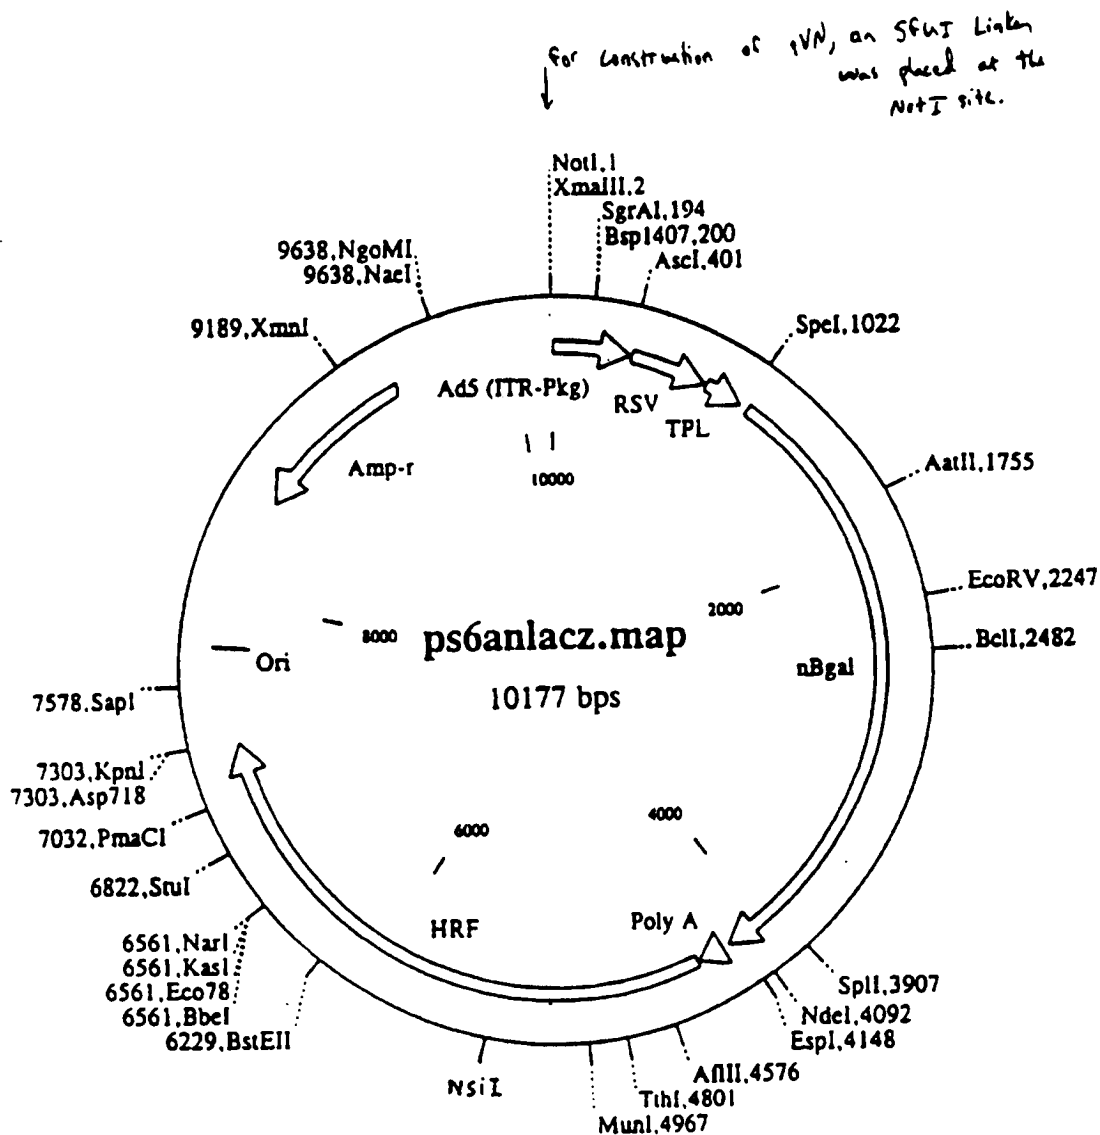 for construction of pVN, an SfuI Linker
was placed at the
NotI site.
NotI,1
XmaIII,2
SgrAI,194
Bsp1407,200
AscI,401
9638,NgoMI
9638,NaeI
9189,XmnI
SpeI,1022
Ad5 (ITR-Pkg)
RSV
TPL
Amp-r
10000
AatII,1755
EcoRV,2247
2000
8000
ps6anlacz.map
BclI,2482
Ori
nBgal
10177 bps
7578,SapI
7303,KpnI
7303,Asp718
7032,PmaCI
6000
4000
6822,StuI
HRF
Poly A
6561,NarI
6561,KasI
6561,Eco78
6561,BbeI
6229,BstEII
SplI,3907
NdeI,4092
EspI,4148
NsiI
AflII,4576
TthI,4801
MunI,4967